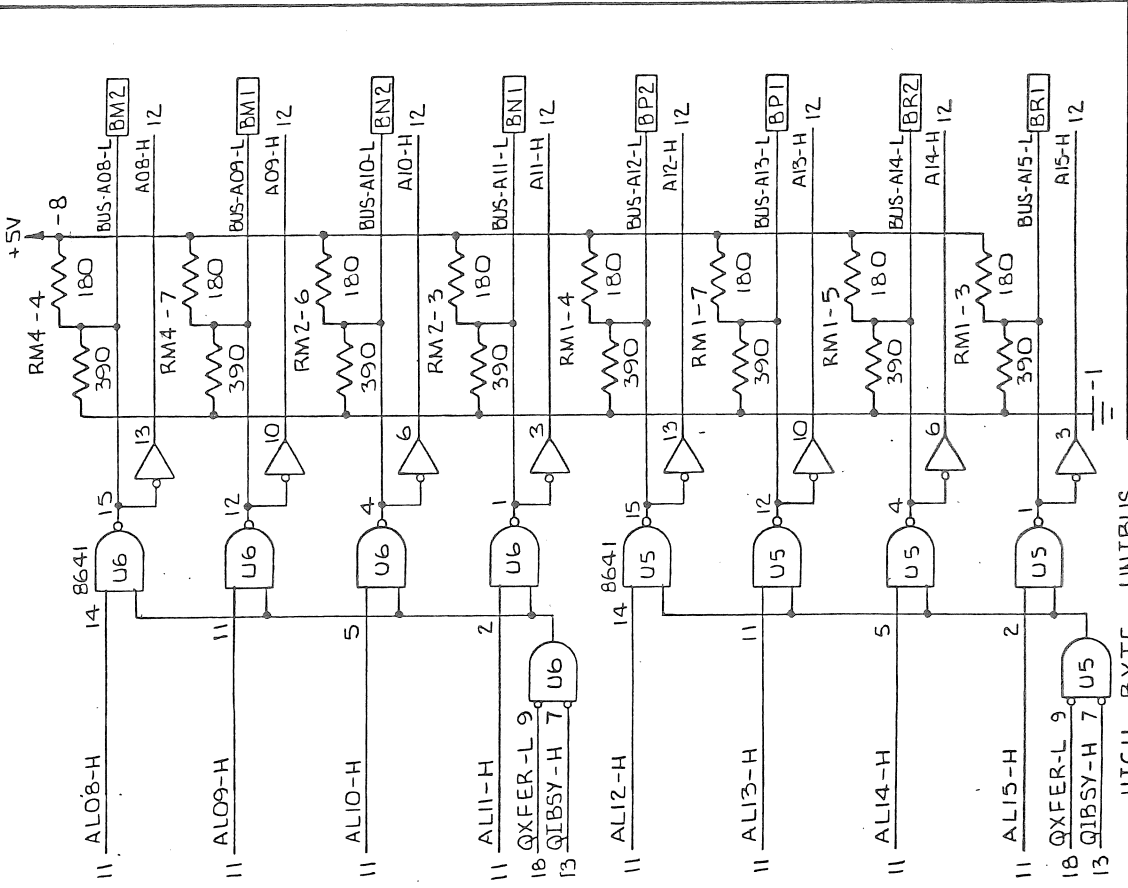 +5V
-8
RM4-4
180
390
BUS-A08-L BM2
A08-H 12
8641
11 AL08-H 14
U6
15
13
RM4-7
180
390
BUS-A09-L BM1
A09-H 12
11 AL09-H 11
U6
12
10
RM2-6
180
390
BUS-A10-L BN2
A10-H 12
11 AL10-H 5
U6
4
6
RM2-3
180
390
BUS-A11-L BN1
A11-H 12
11 AL11-H 2
U6
1
3
18 QXFER-L 9
13 QIBSY-H 7
U6
RM1-4
180
390
BUS-A12-L BP2
A12-H 12
8641
11 AL12-H 14
U5
15
13
RM1-7
180
390
BUS-A13-L BP1
A13-H 12
11 AL13-H 11
U5
12
10
RM1-5
180
390
BUS-A14-L BR2
A14-H 12
11 AL14-H 5
U5
4
6
RM1-3
180
390
BUS-A15-L BR1
A15-H 12
11 AL15-H 2
U5
1
3
18 QXFER-L 9
13 QIBSY-H 7
U5
-1
HIGH BYTE UNIBUS